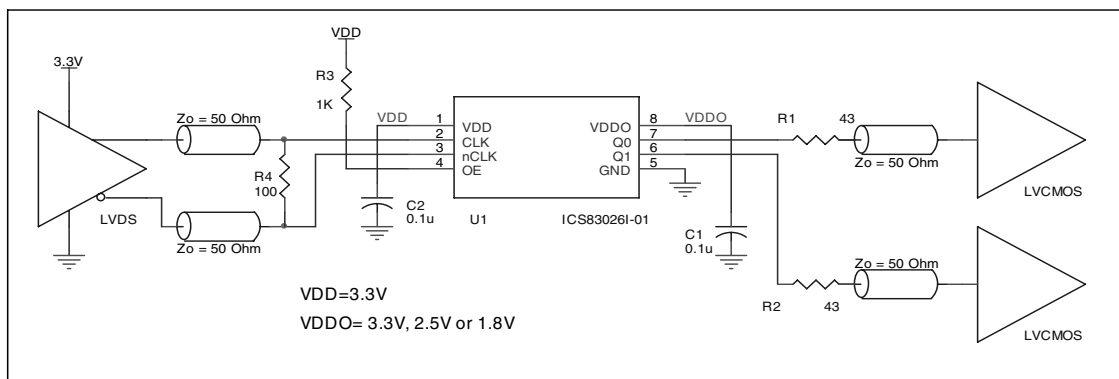 VDD
3.3V
R3
1K
Zo = 50 Ohm
VDD
1
VDD
2
CLK
3
nCLK
4
OE
8
VDDO
VDDO
7
Q0
6
Q1
5
GND
R1
43
Zo = 50 Ohm
LVCMOS
R4
100
LVDS
Zo = 50 Ohm
C2
0.1u
U1
ICS83026I-01
C1
0.1u
Zo = 50 Ohm
R2
43
LVCMOS
VDD=3.3V
VDDO= 3.3V, 2.5V or 1.8V